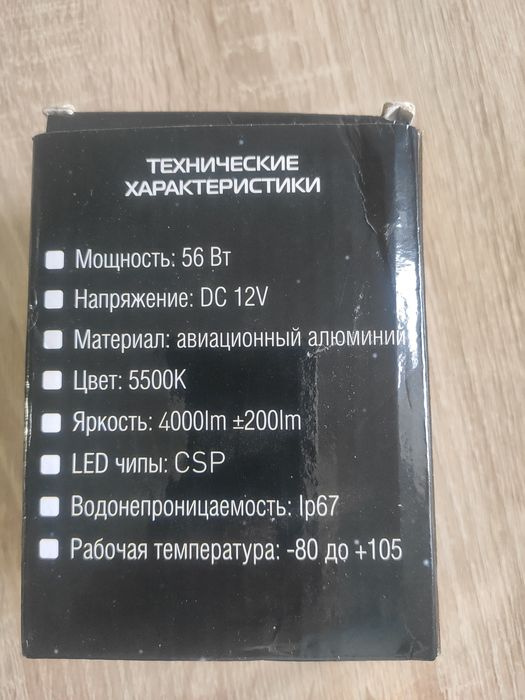 ТЕХНИЧЕСКИЕ
ХАРАКТЕРИСТИКИ
Мощность: 56 Вт
Напряжение: DC 12V
Материал: авиационный алюминий
Цвет: 5500K
Яркость: 4000lm ±200lm
LED чипы: CSP
Водонепроницаемость: Ip67
Рабочая температура: -80 до +105